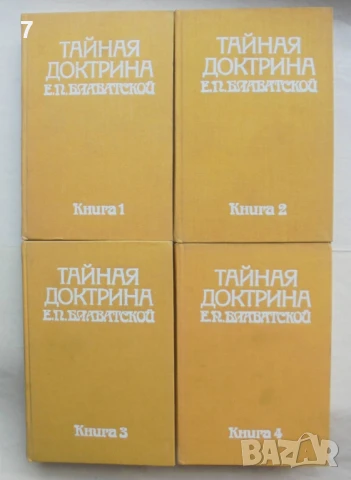 7
ТАЙНАЯ
ДОКТРИНА
Е.П. БЛАВАТСКОЙ
Книга 1
ТАЙНАЯ
ДОКТРИНА
Е.П. БЛАВАТСКОЙ
Книга 2
ТАЙНАЯ
ДОКТРИНА
Е.П. БЛАВАТСКОЙ
Книга 3
ТАЙНАЯ
ДОКТРИНА
Е.П. БЛАВАТСКОЙ
Книга 4
BAZAR